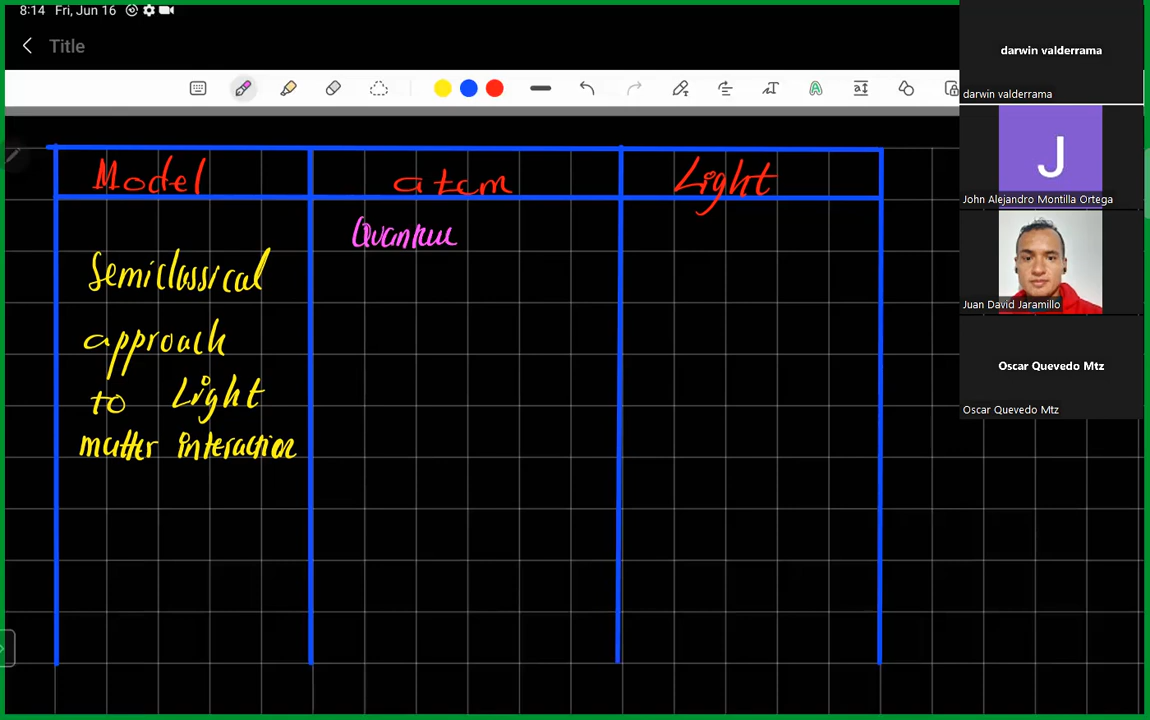 8:14 Fri, Jun 16
Title
darwin valderrama
darwin valderrama
J
John Alejandro Montilla Ortega
Juan David Jaramillo
Oscar Quevedo Mtz
Oscar Quevedo Mtz
Model atom Light
Quantu
Semiclassical
approach
to Light
matter interaction